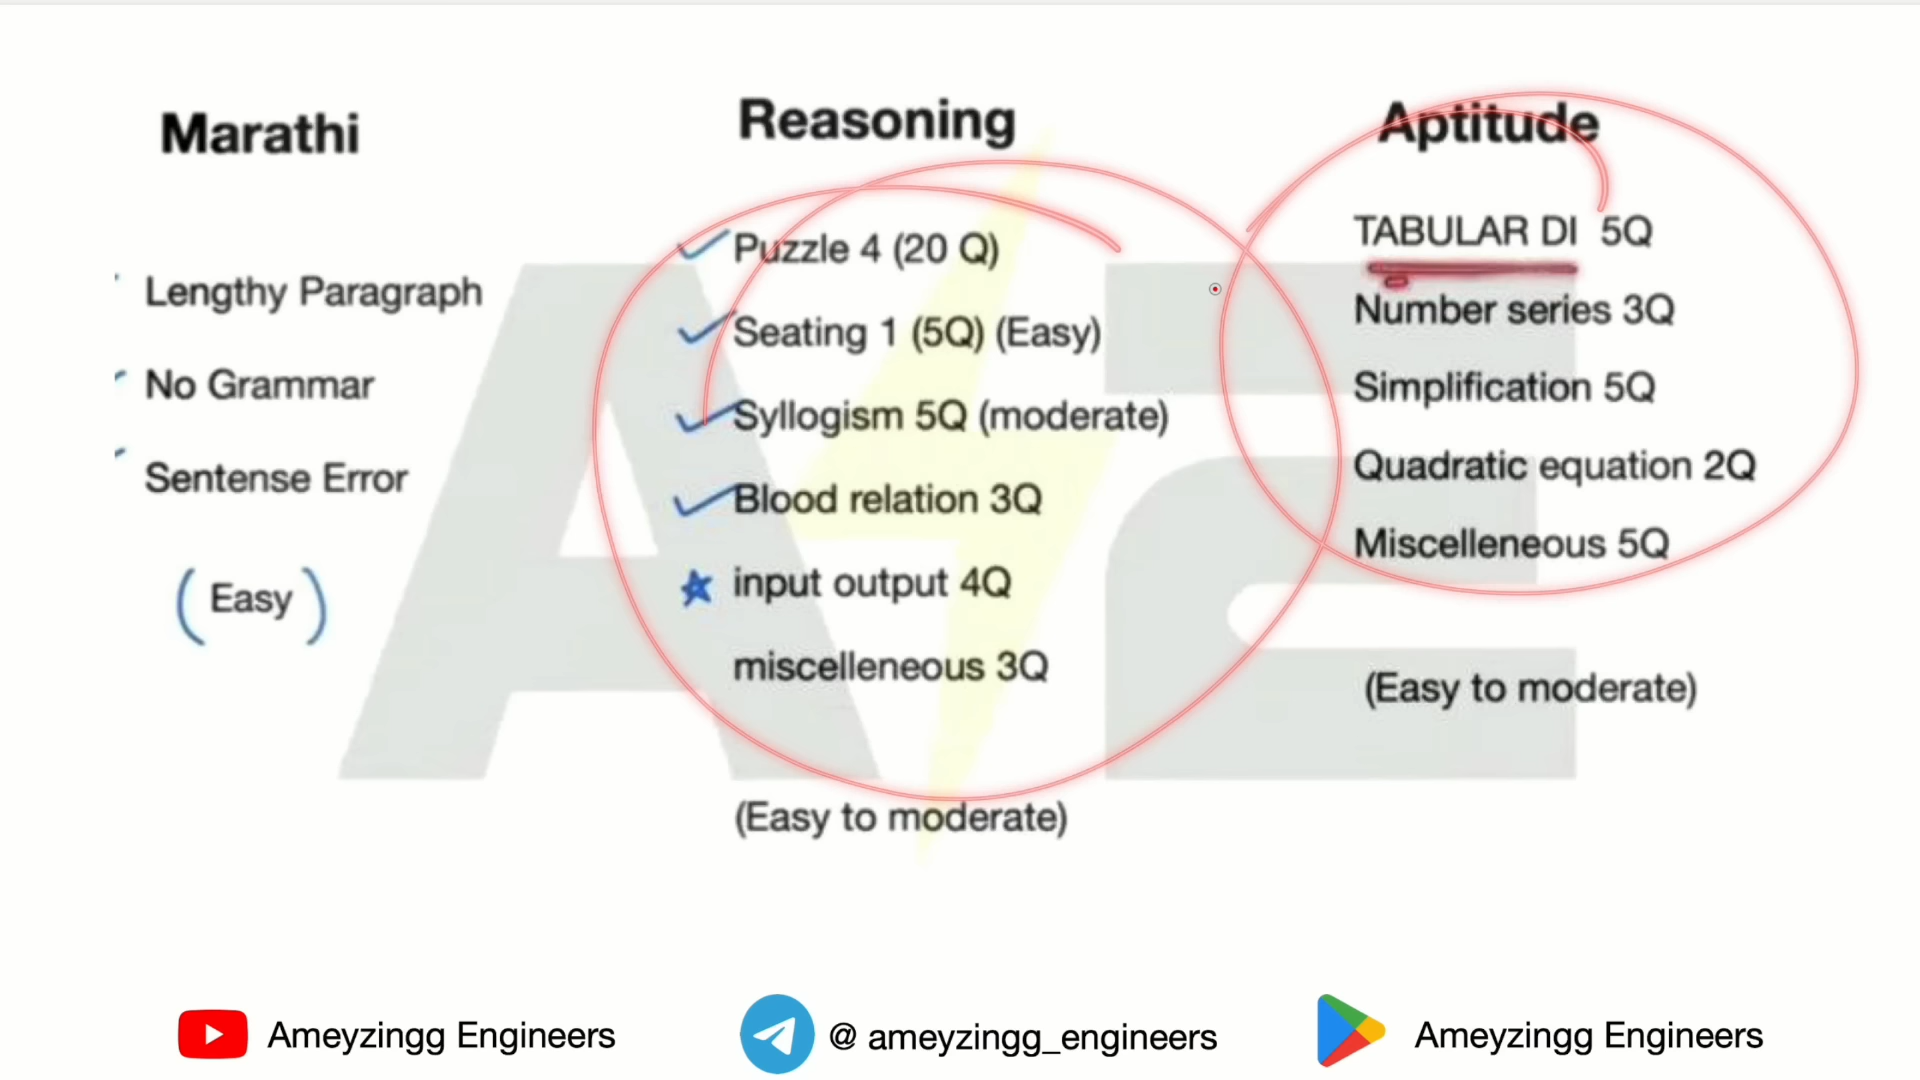 Marathi
Lengthy Paragraph
No Grammar
Sentense Error
(Easy)
Reasoning
Puzzle 4 (20 Q)
Seating 1 (5Q) (Easy)
Syllogism 5Q (moderate)
Blood relation 3Q
input output 4Q
miscelleneous 3Q
(Easy to moderate)
Aptitude
TABULAR DI 5Q
Number series 3Q
Simplification 5Q
Quadratic equation 2Q
Miscelleneous 5Q
(Easy to moderate)
AE
Ameyzingg Engineers
@ ameyzingg_engineers
Ameyzingg Engineers